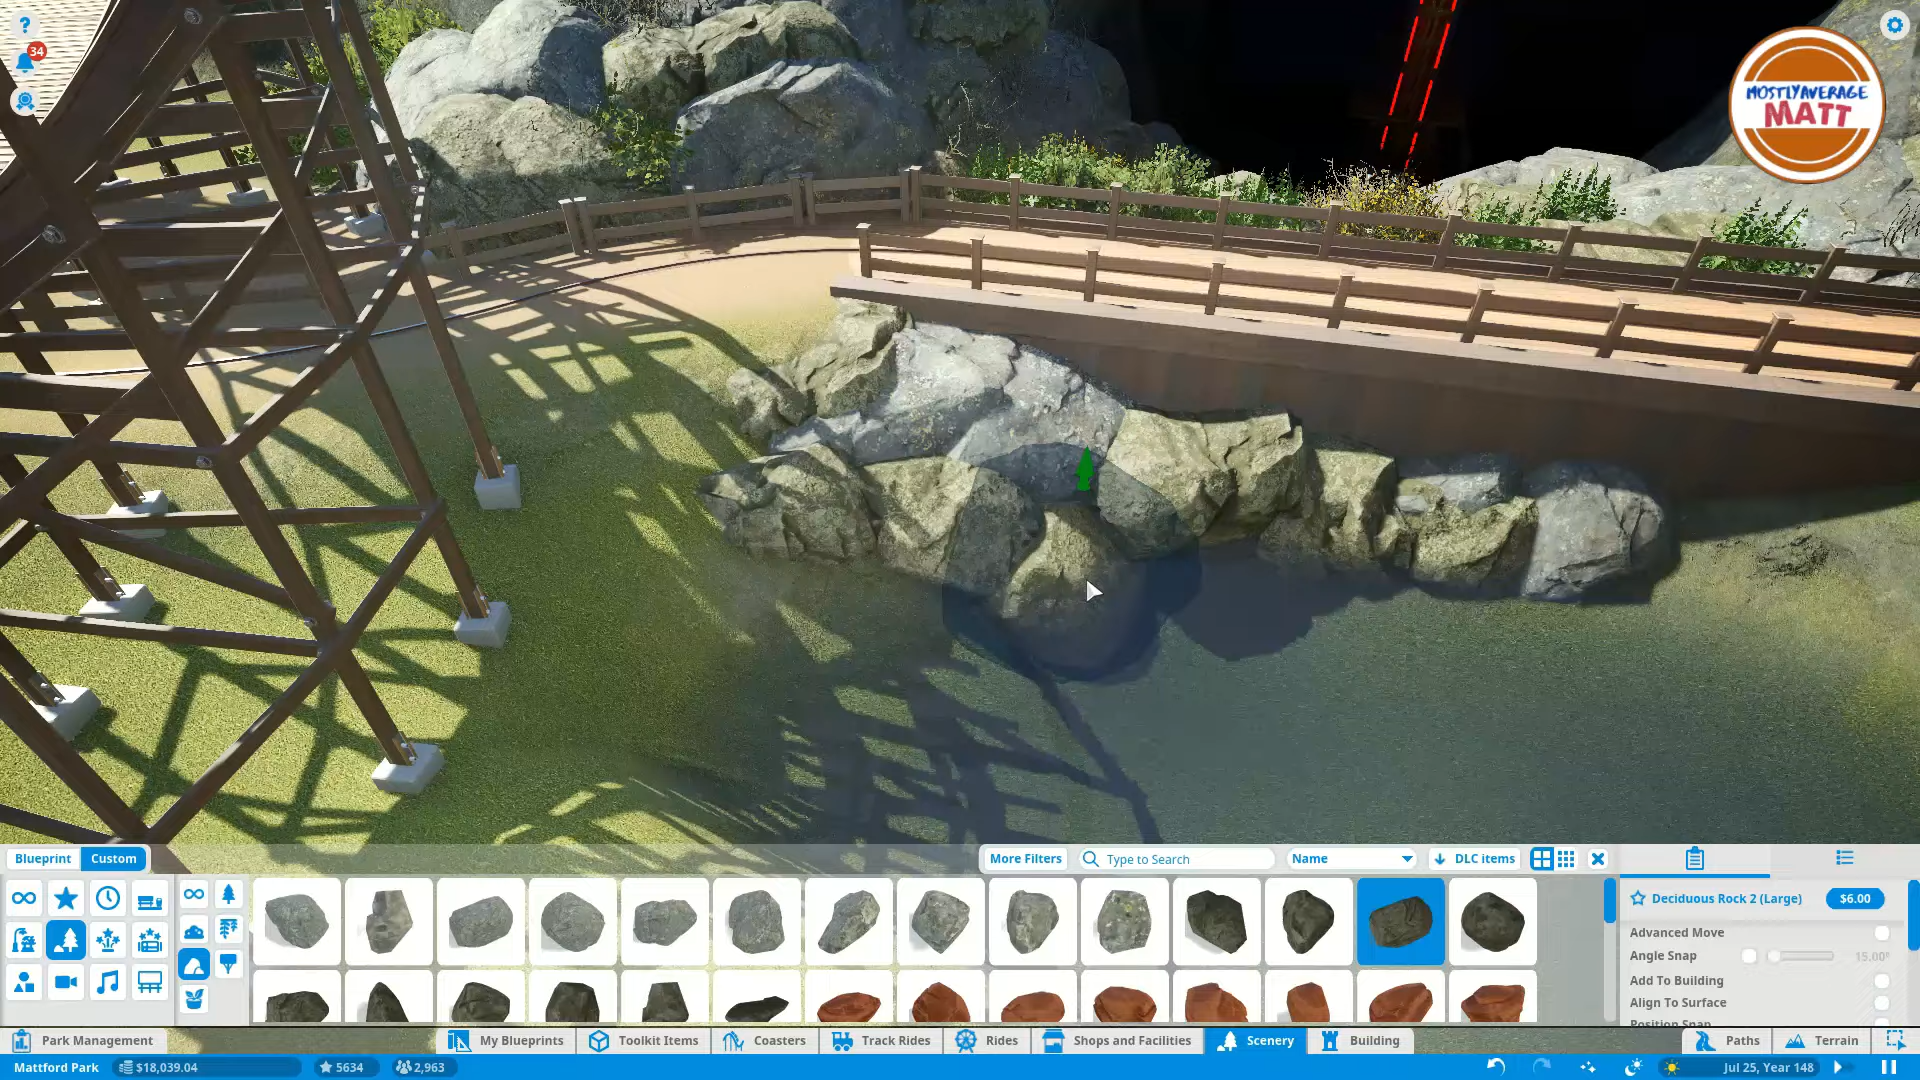 ?
34
MOSTLYAVERAGE
MATT
Blueprint
Custom
More Filters
Type to Search
Name
DLC items
Deciduous Rock 2 (Large)
$6.00
Advanced Move
Angle Snap
15.00°
Add To Building
Align To Surface
Position Snap
Park Management
My Blueprints
Toolkit Items
Coasters
Track Rides
Rides
Shops and Facilities
Scenery
Building
Paths
Terrain
Mattford Park
$18,039.04
5634
2,963
Jul 25, Year 148